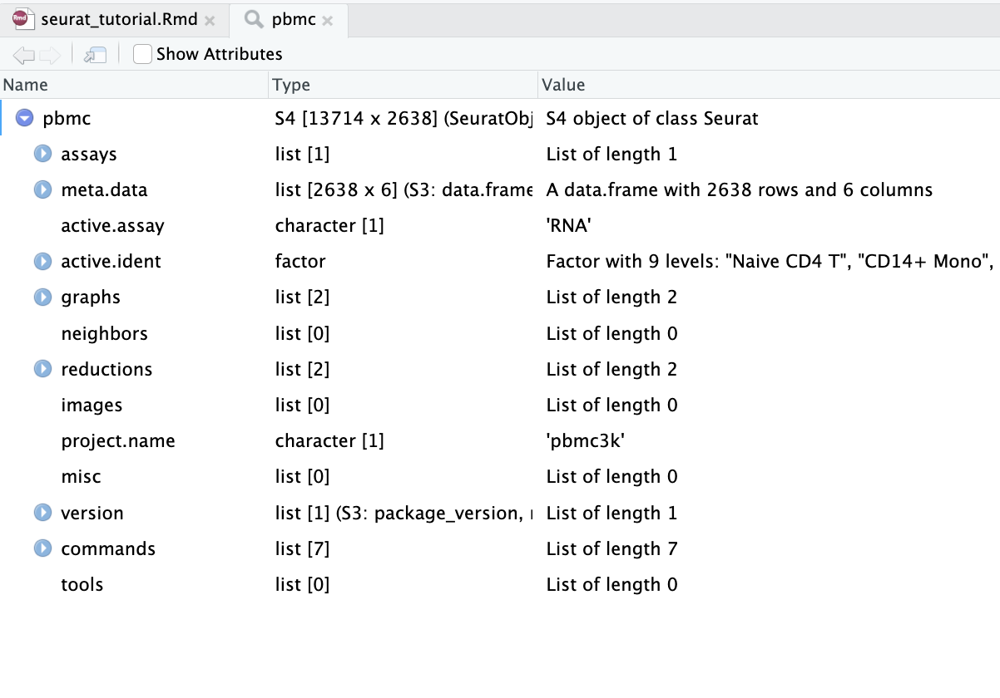 seurat_tutorial.Rmd pbmc
Show Attributes
Name Type Value
pbmc S4 [13714 x 2638] (SeuratObj S4 object of class Seurat
assays list [1] List of length 1
meta.data list [2638 x 6] (S3: data.frame A data.frame with 2638 rows and 6 columns
active.assay character [1] 'RNA'
active.ident factor Factor with 9 levels: "Naive CD4 T", "CD14+ Mono",
graphs list [2] List of length 2
neighbors list [0] List of length 0
reductions list [2] List of length 2
images list [0] List of length 0
project.name character [1] 'pbmc3k'
misc list [0] List of length 0
version list [1] (S3: package_version, List of length 1
commands list [7] List of length 7
tools list [0] List of length 0